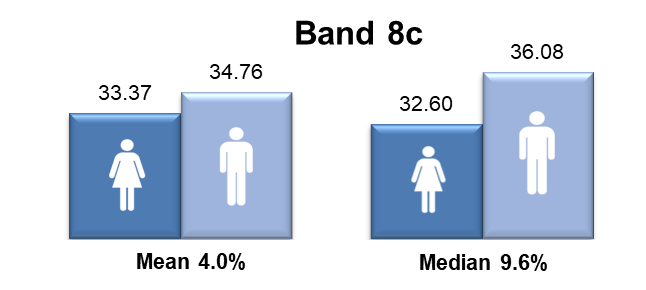 Band 8c
33.37
34.76
32.60
36.08
Mean 4.0%
Median 9.6%